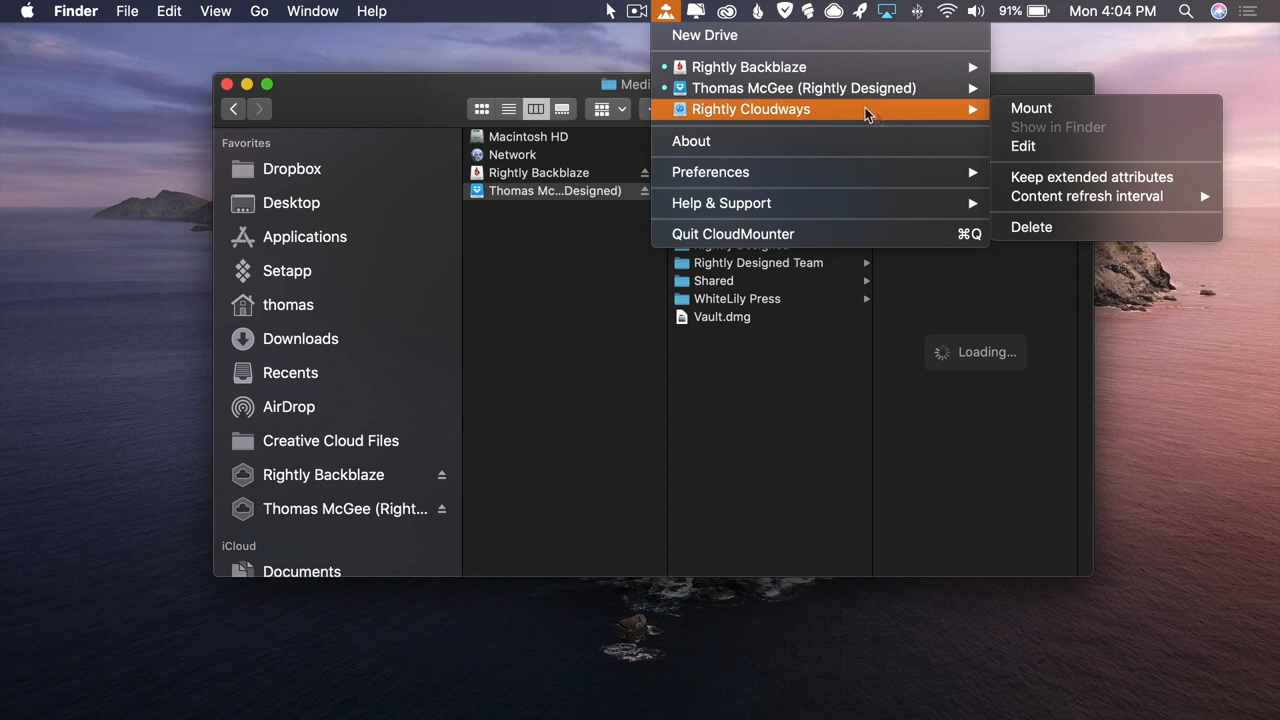 Finder File Edit View Go Window Help 91% Mon 4:04 PM
New Drive
Rightly Backblaze
Thomas McGee (Rightly Designed)
Rightly Cloudways
About
Preferences
Help & Support
Quit CloudMounter ⌘Q
Mount
Show in Finder
Edit
Keep extended attributes
Content refresh interval
Delete
Medi
Favorites
Dropbox
Desktop
Applications
Setapp
thomas
Downloads
Recents
AirDrop
Creative Cloud Files
Rightly Backblaze
Thomas McGee (Right...
iCloud
Documents
Macintosh HD
Network
Rightly Backblaze
Thomas Mc...Designed)
Rightly Designed Team
Shared
WhiteLily Press
Vault.dmg
Loading...